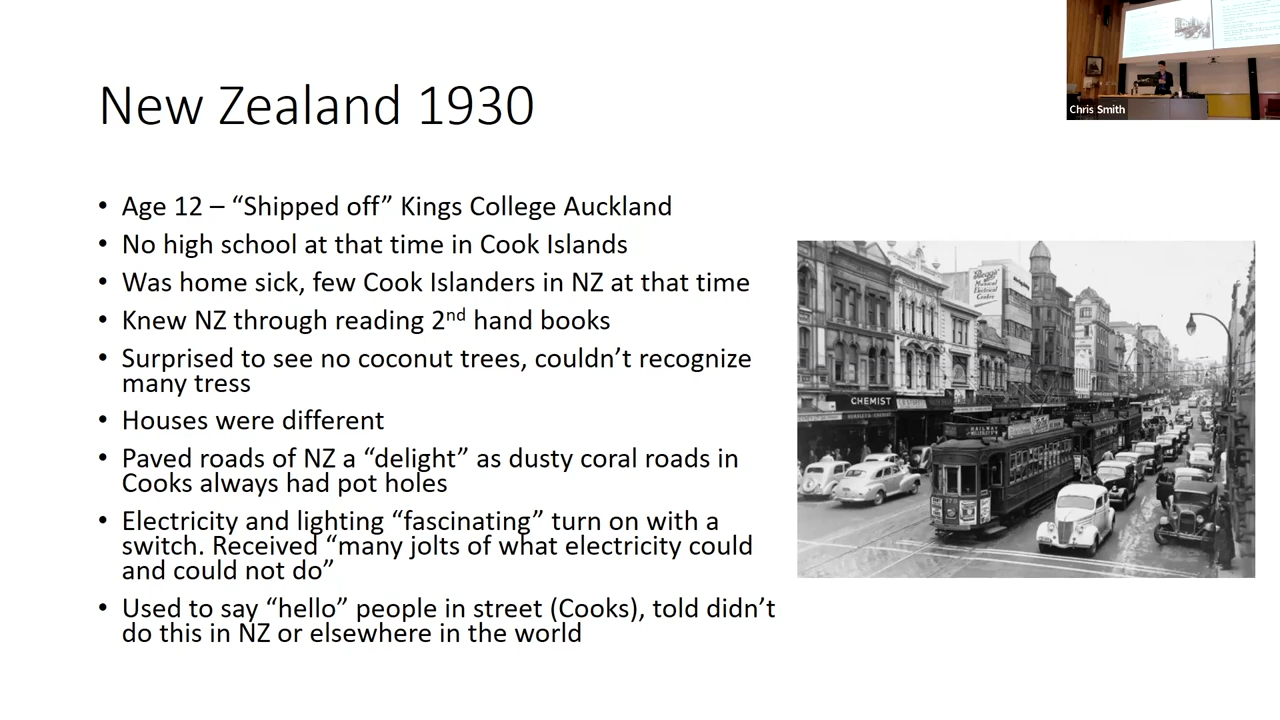 New Zealand 1930
• Age 12 – “Shipped off” Kings College Auckland
• No high school at that time in Cook Islands
• Was home sick, few Cook Islanders in NZ at that time
• Knew NZ through reading 2nd hand books
• Surprised to see no coconut trees, couldn’t recognize
many tress
• Houses were different
• Paved roads of NZ a “delight” as dusty coral roads in
Cooks always had pot holes
• Electricity and lighting “fascinating” turn on with a
switch. Received “many jolts of what electricity could
and could not do”
• Used to say “hello” people in street (Cooks), told didn’t
do this in NZ or elsewhere in the world
Chris Smith
Begg's
Musical
Electrical
Centre
CHEMIST
RAILWAY